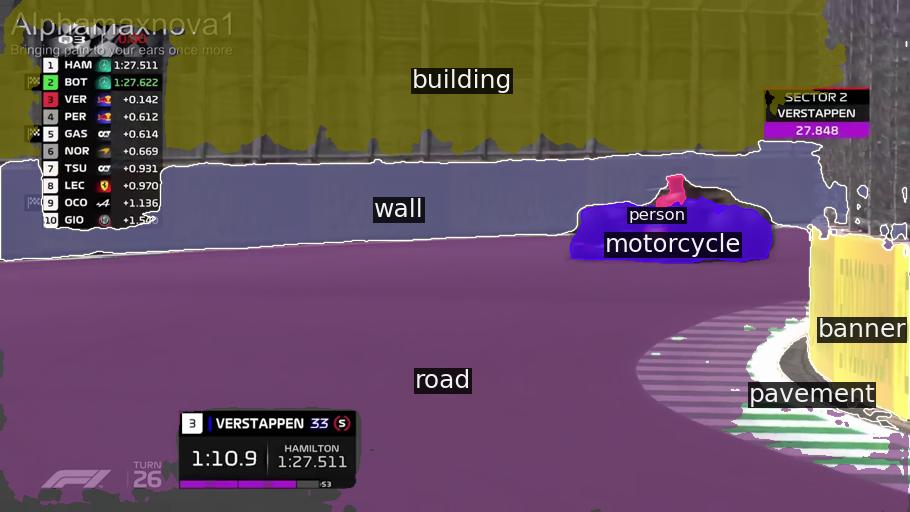 Alphamaxnova1
Bringing pain to your ears once more
Q3 0:00
1 HAM 1:27.511
2 BOT 1:27.622
3 VER +0.142
4 PER +0.612
5 GAS +0.614
6 NOR +0.669
7 TSU +0.931
8 LEC +0.970
9 OCO +1.136
10 GIO
building
SECTOR 2
VERSTAPPEN
27.848
wall
person
motorcycle
banner
road
pavement
3 VERSTAPPEN 33 S
1:10.9
HAMILTON
1:27.511
S3
F1
TURN
26